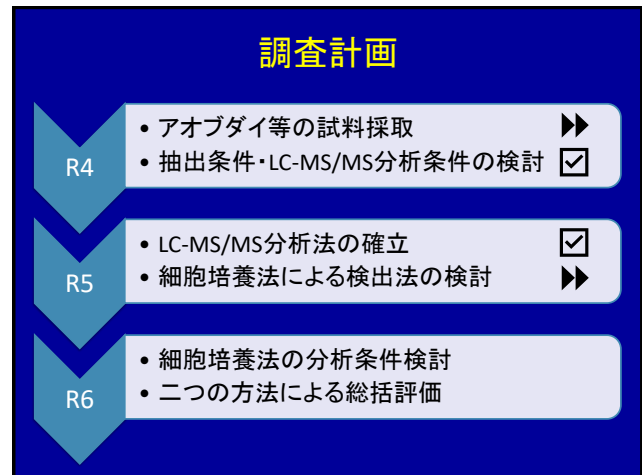 調査計画
R4
• アオブダイ等の試料採取
• 抽出条件・LC-MS/MS分析条件の検討
R5
• LC-MS/MS分析法の確立
• 細胞培養法による検出法の検討
R6
• 細胞培養法の分析条件検討
• 二つの方法による総括評価